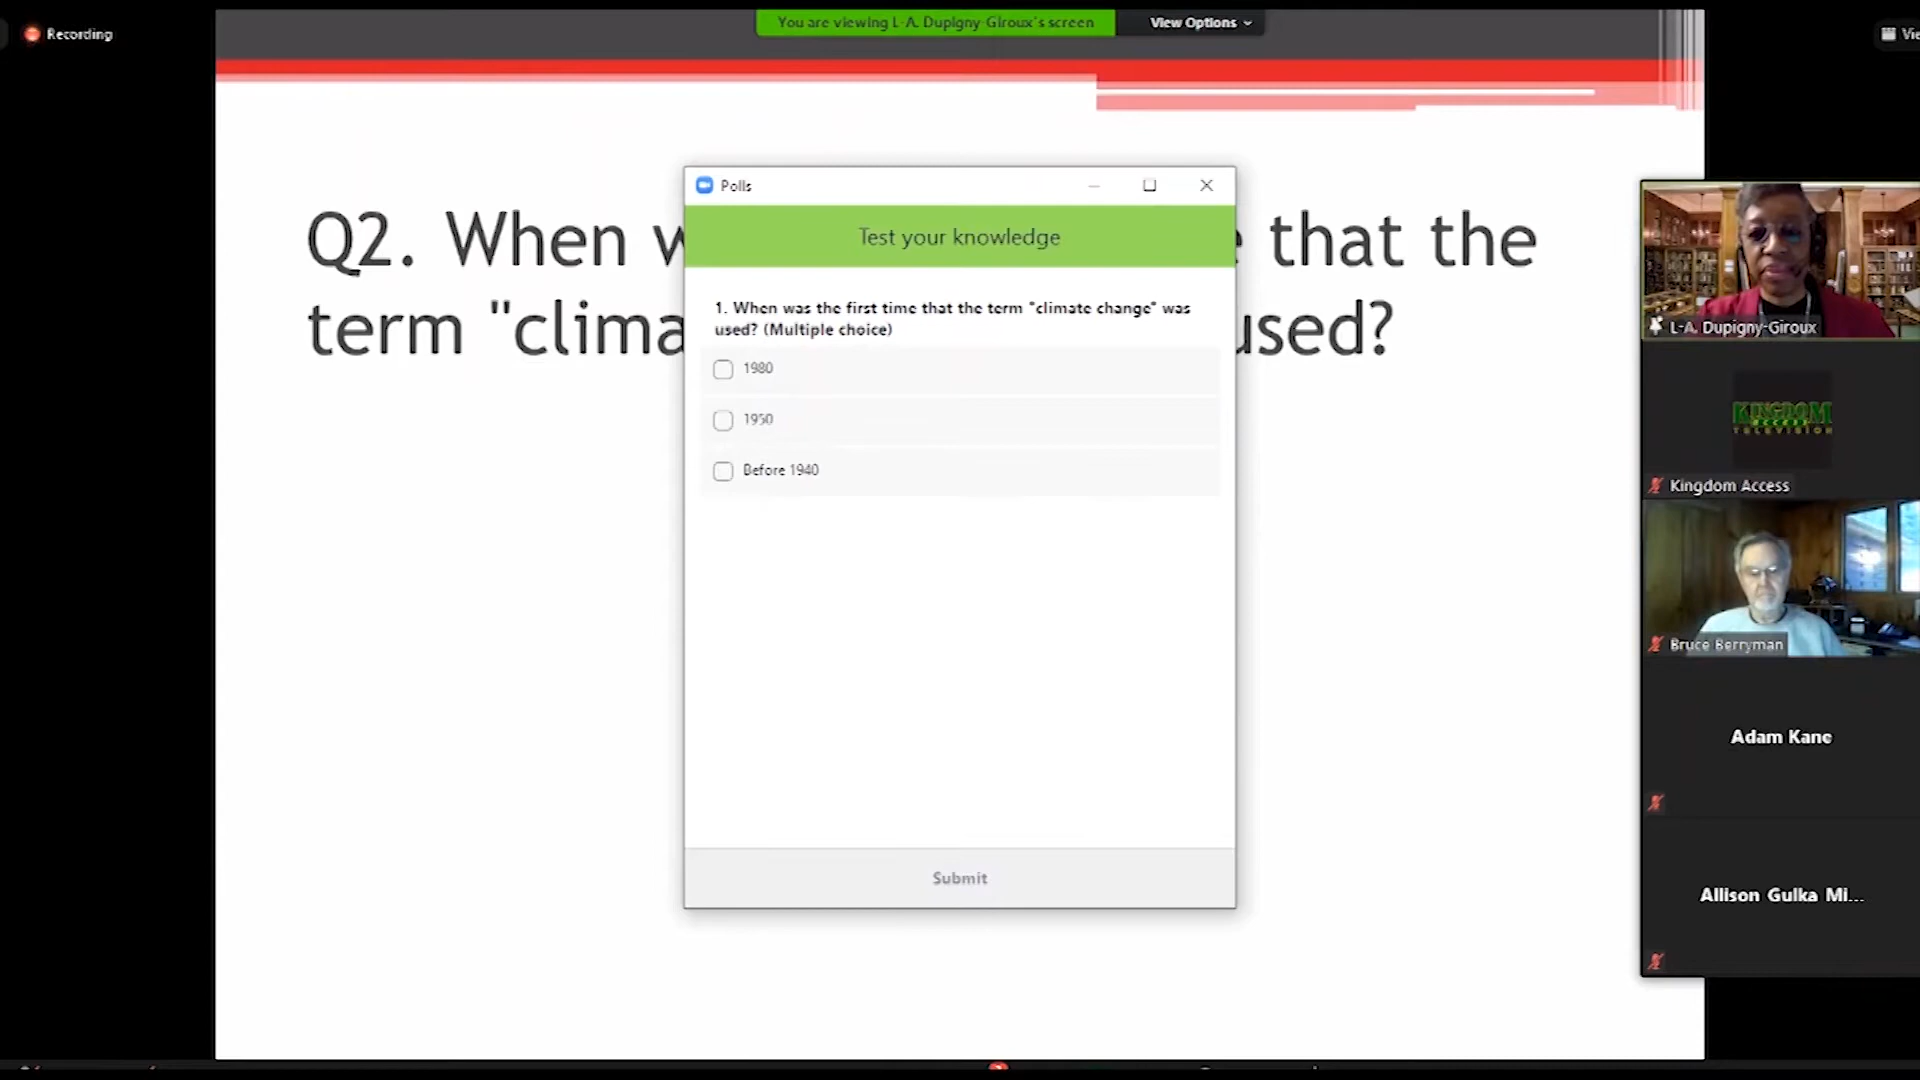 Recording
You are viewing L-A. Dupigny-Giroux's screen
View Options
Q2. When
that the
term "clima
used?
Polls
Test your knowledge
1. When was the first time that the term "climate change" was
used? (Multiple choice)
1980
1950
Before 1940
Submit
L-A. Dupigny-Giroux
KINGDOM
ACCESS
TELEVISION
Kingdom Access
Bruce Berryman
Adam Kane
Allison Gulka Mi...